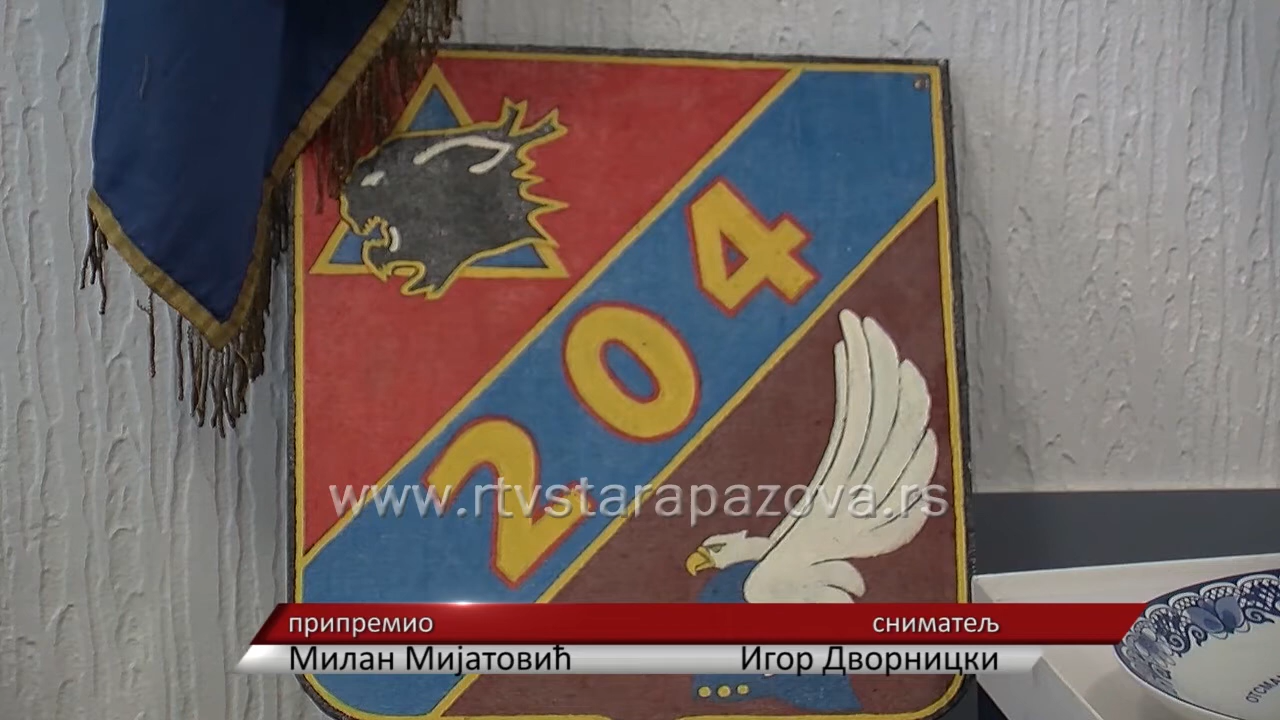 204
www.rtvstarapazova.rs
припремио
сниматељ
Милан Мијатовић
Игор Дворницки